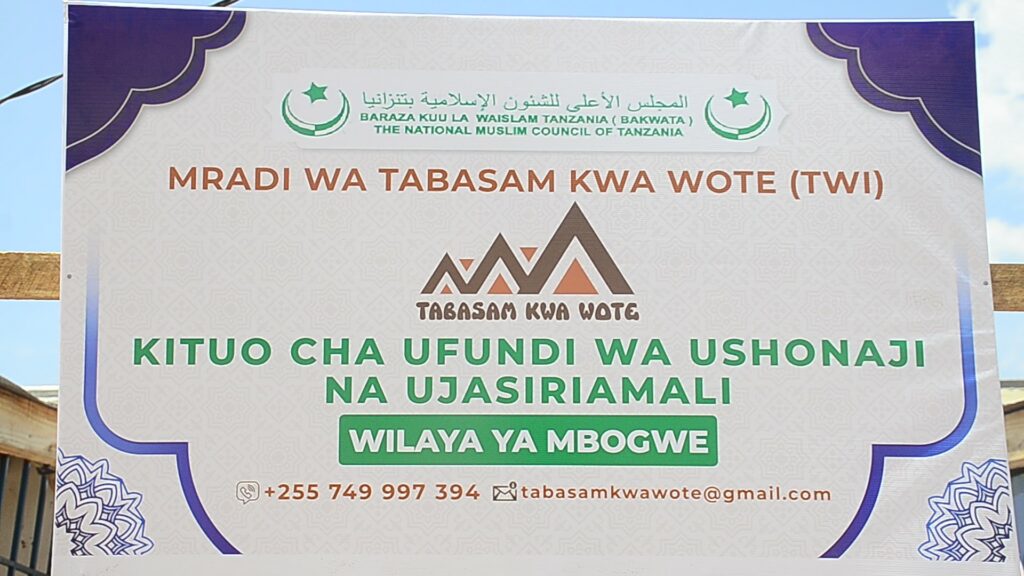 المجلس الأعلى للشئون الإسلامية بتنزانيا
BARAZA KUU LA WAISLAM TANZANIA ( BAKWATA )
THE NATIONAL MUSLIM COUNCIL OF TANZANIA
MRADI WA TABASAM KWA WOTE (TWI)
TABASAM KWA WOTE
KITUO CHA UFUNDI WA USHONAJI
NA UJASIRIAMALI
WILAYA YA MBOGWE
+255 749 997 394 tabasamkwawote@gmail.com